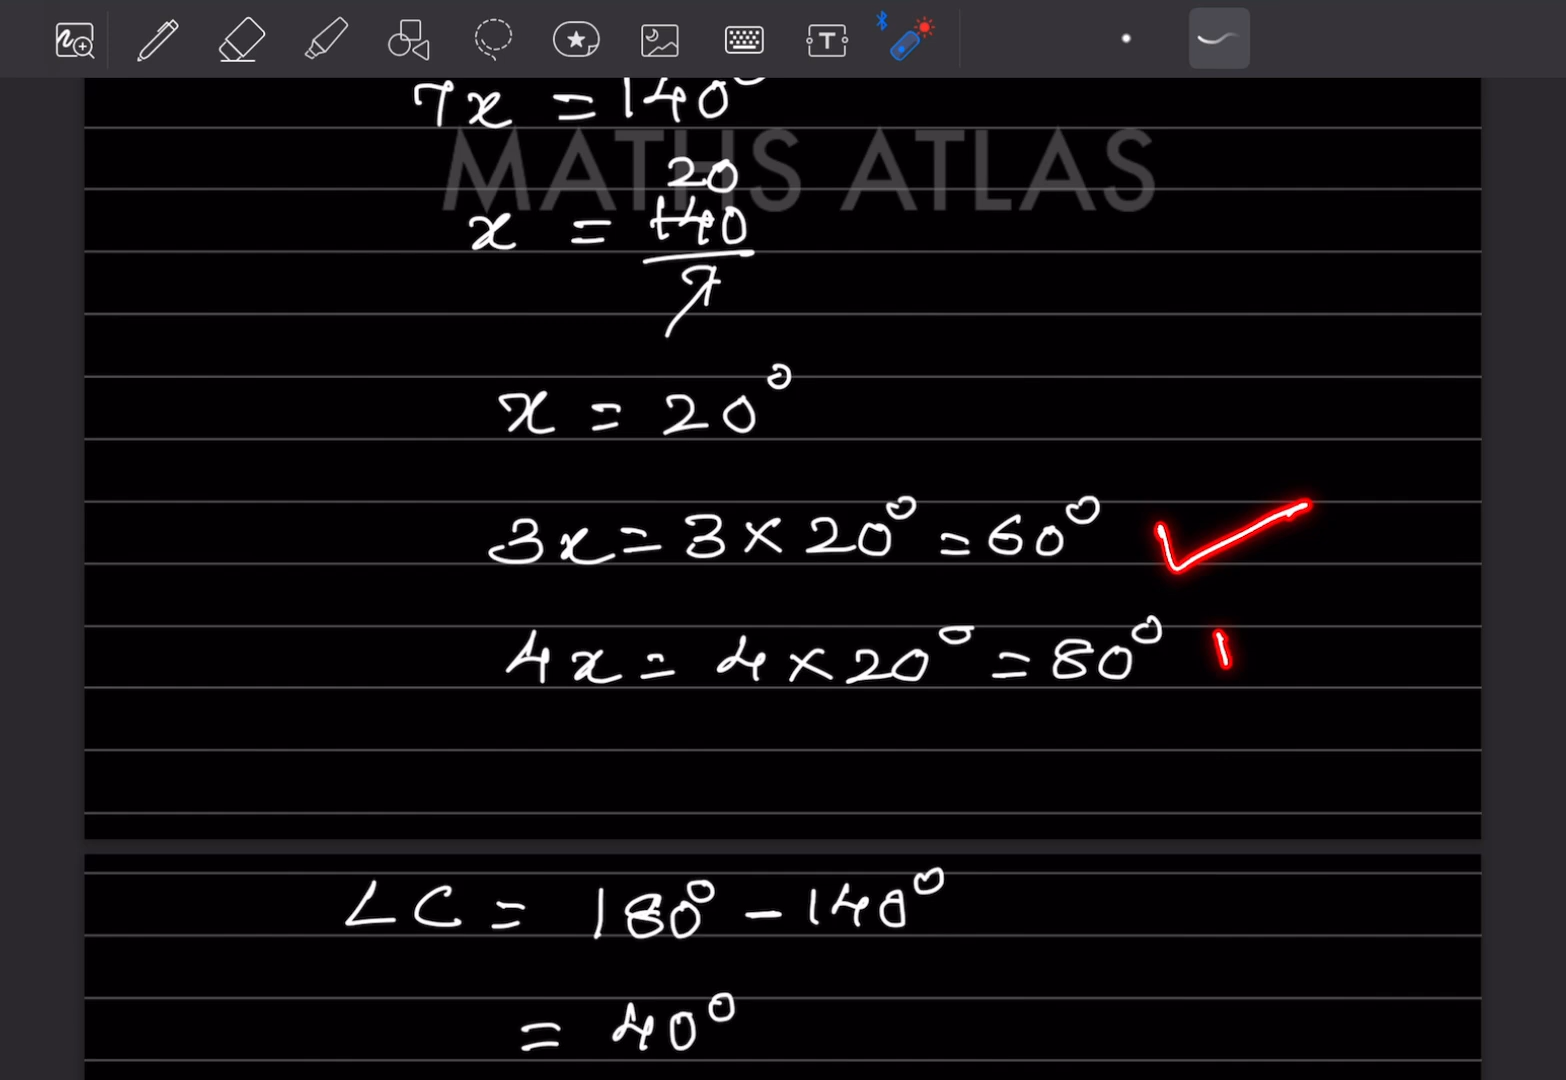 7x = 140°
MATHS ATLAS
20
x = 140
7
x = 20°
3x = 3 × 20° = 60°
4x = 4 × 20° = 80°
∠C = 180° - 140°
= 40°